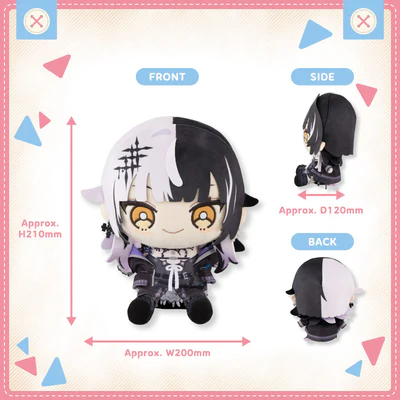 FRONT
SIDE
Approx.
H210mm
Approx. D120mm
BACK
Approx. W200mm